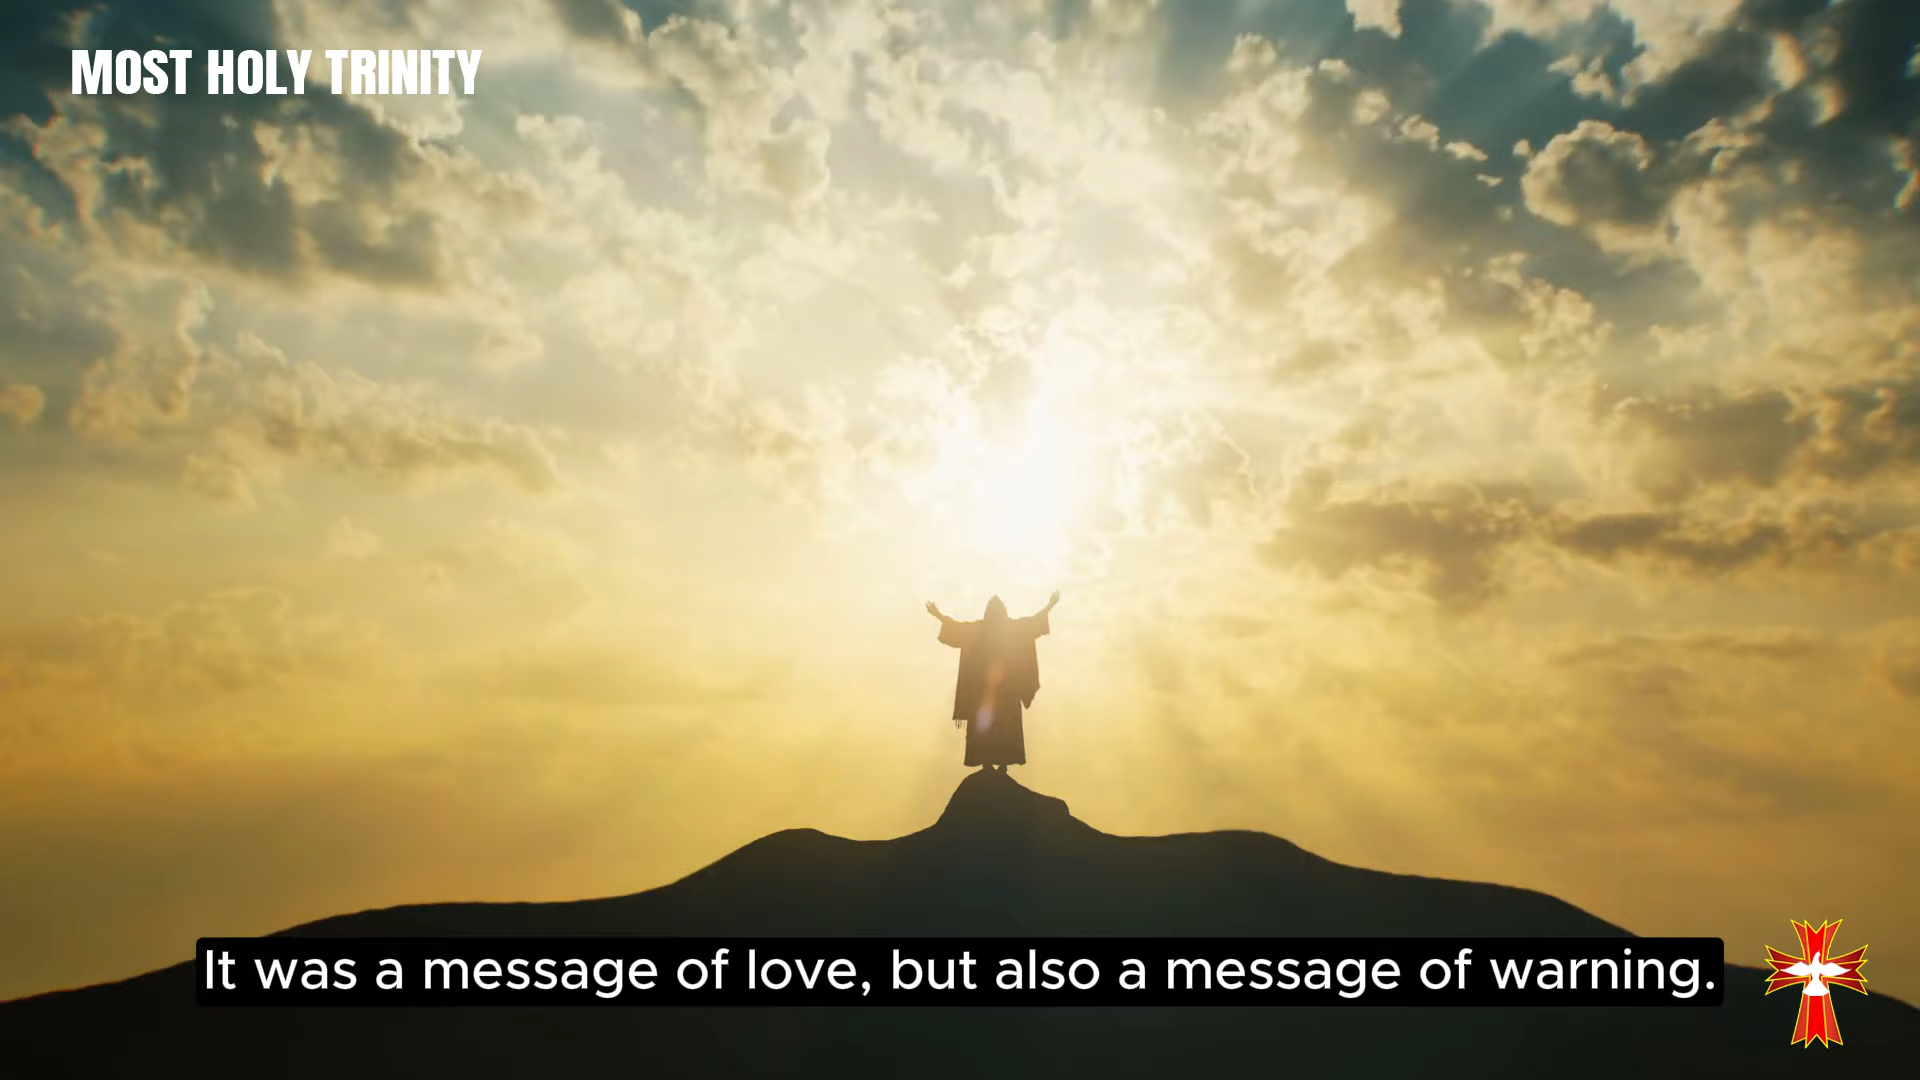 MOST HOLY TRINITY
It was a message of love, but also a message of warning.